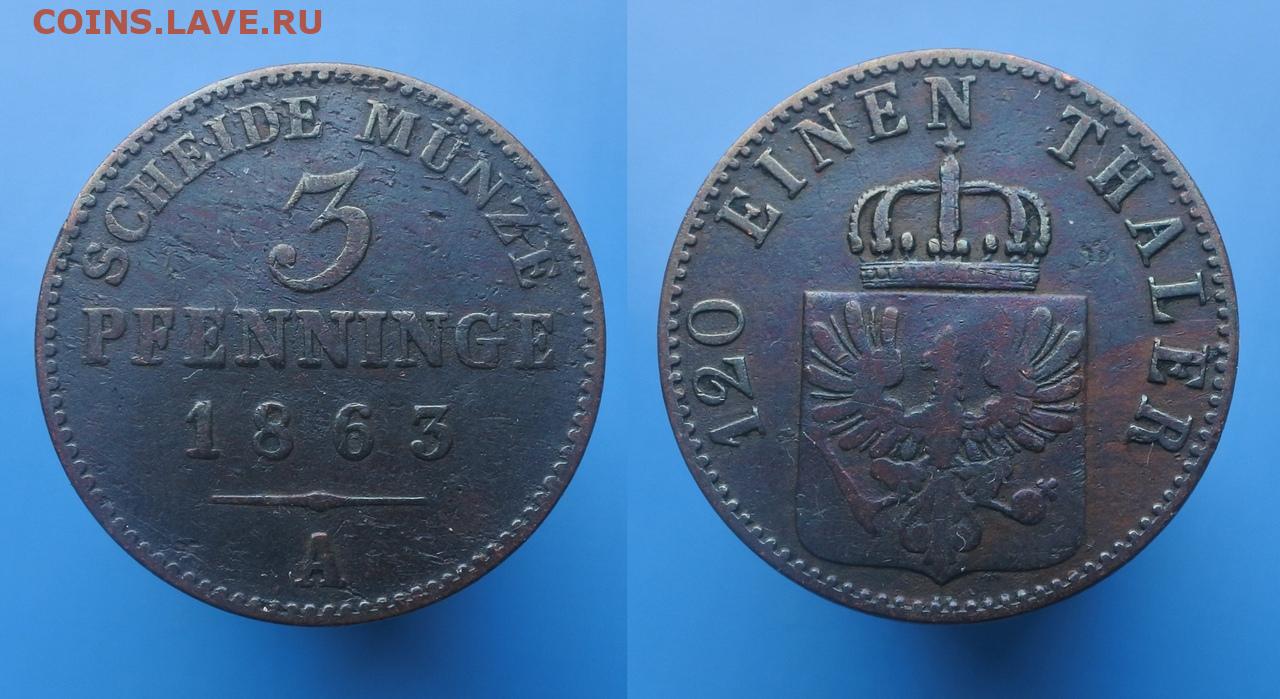 COINS.LAVE.RU
SCHEIDE MÜNZE
3
PFENNINGE
1863
A
120 EINEN THALER